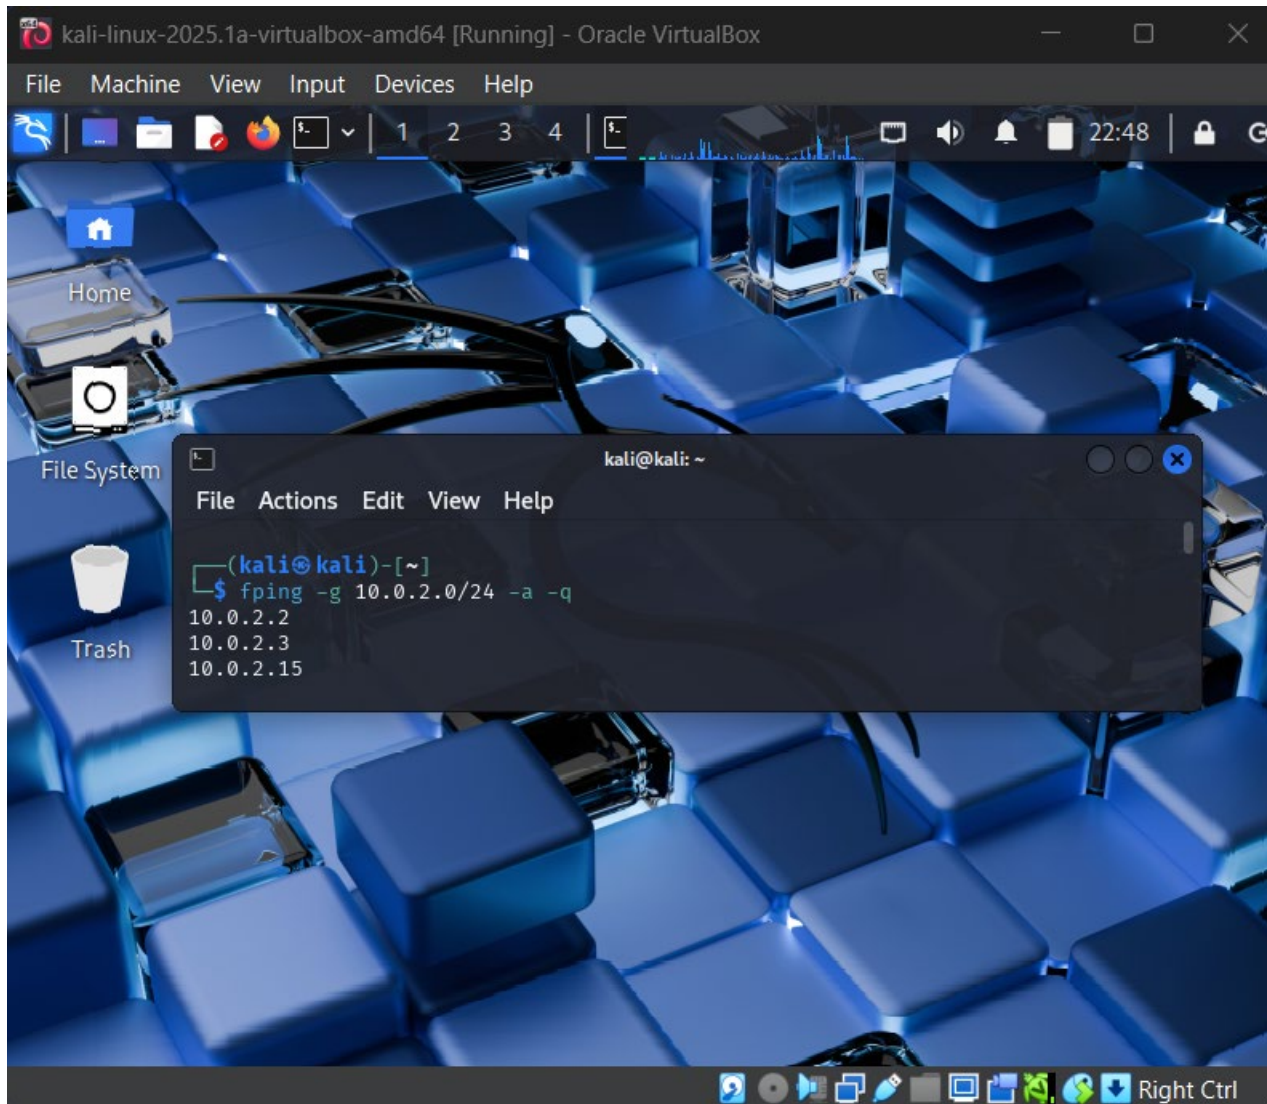 kali-linux-2025.1a-virtualbox-amd64 [Running] - Oracle VirtualBox
File Machine View Input Devices Help
1 2 3 4 22:48
Home
File System
Trash
kali@kali: ~
File Actions Edit View Help
┌──(kali㉿kali)-[~]
└─$ fping -g 10.0.2.0/24 -a -q
10.0.2.2
10.0.2.3
10.0.2.15
Right Ctrl